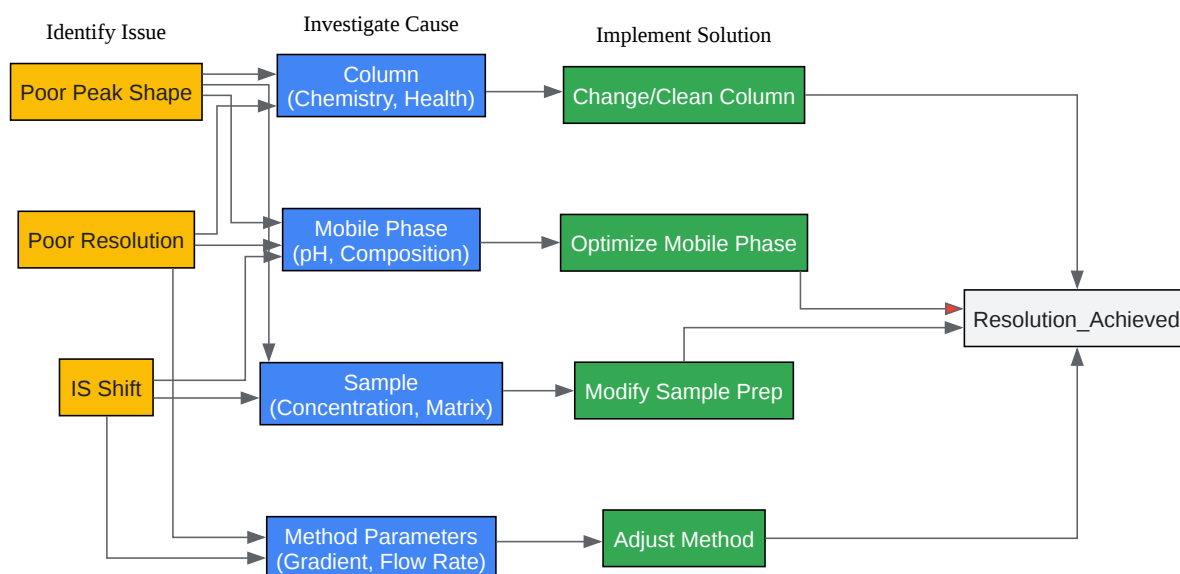 Identify Issue
Investigate Cause
Implement Solution
Poor Peak Shape
Column
(Chemistry, Health)
Change/Clean Column
Poor Resolution
Mobile Phase
(pH, Composition)
Optimize Mobile Phase
Resolution_Achieved
IS Shift
Sample
(Concentration, Matrix)
Modify Sample Prep
Method Parameters
(Gradient, Flow Rate)
Adjust Method